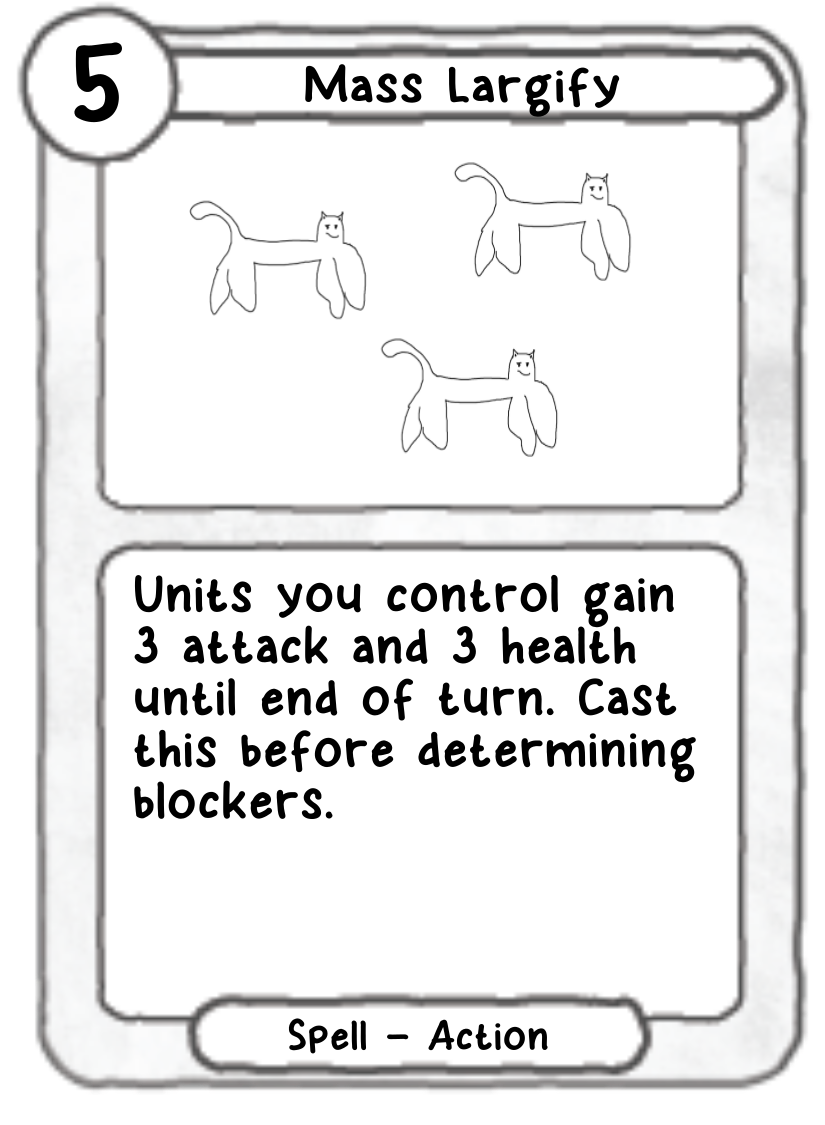 5
Mass Largify
Units you control gain
3 attack and 3 health
until end of turn. Cast
this before determining
blockers.
Spell – Action